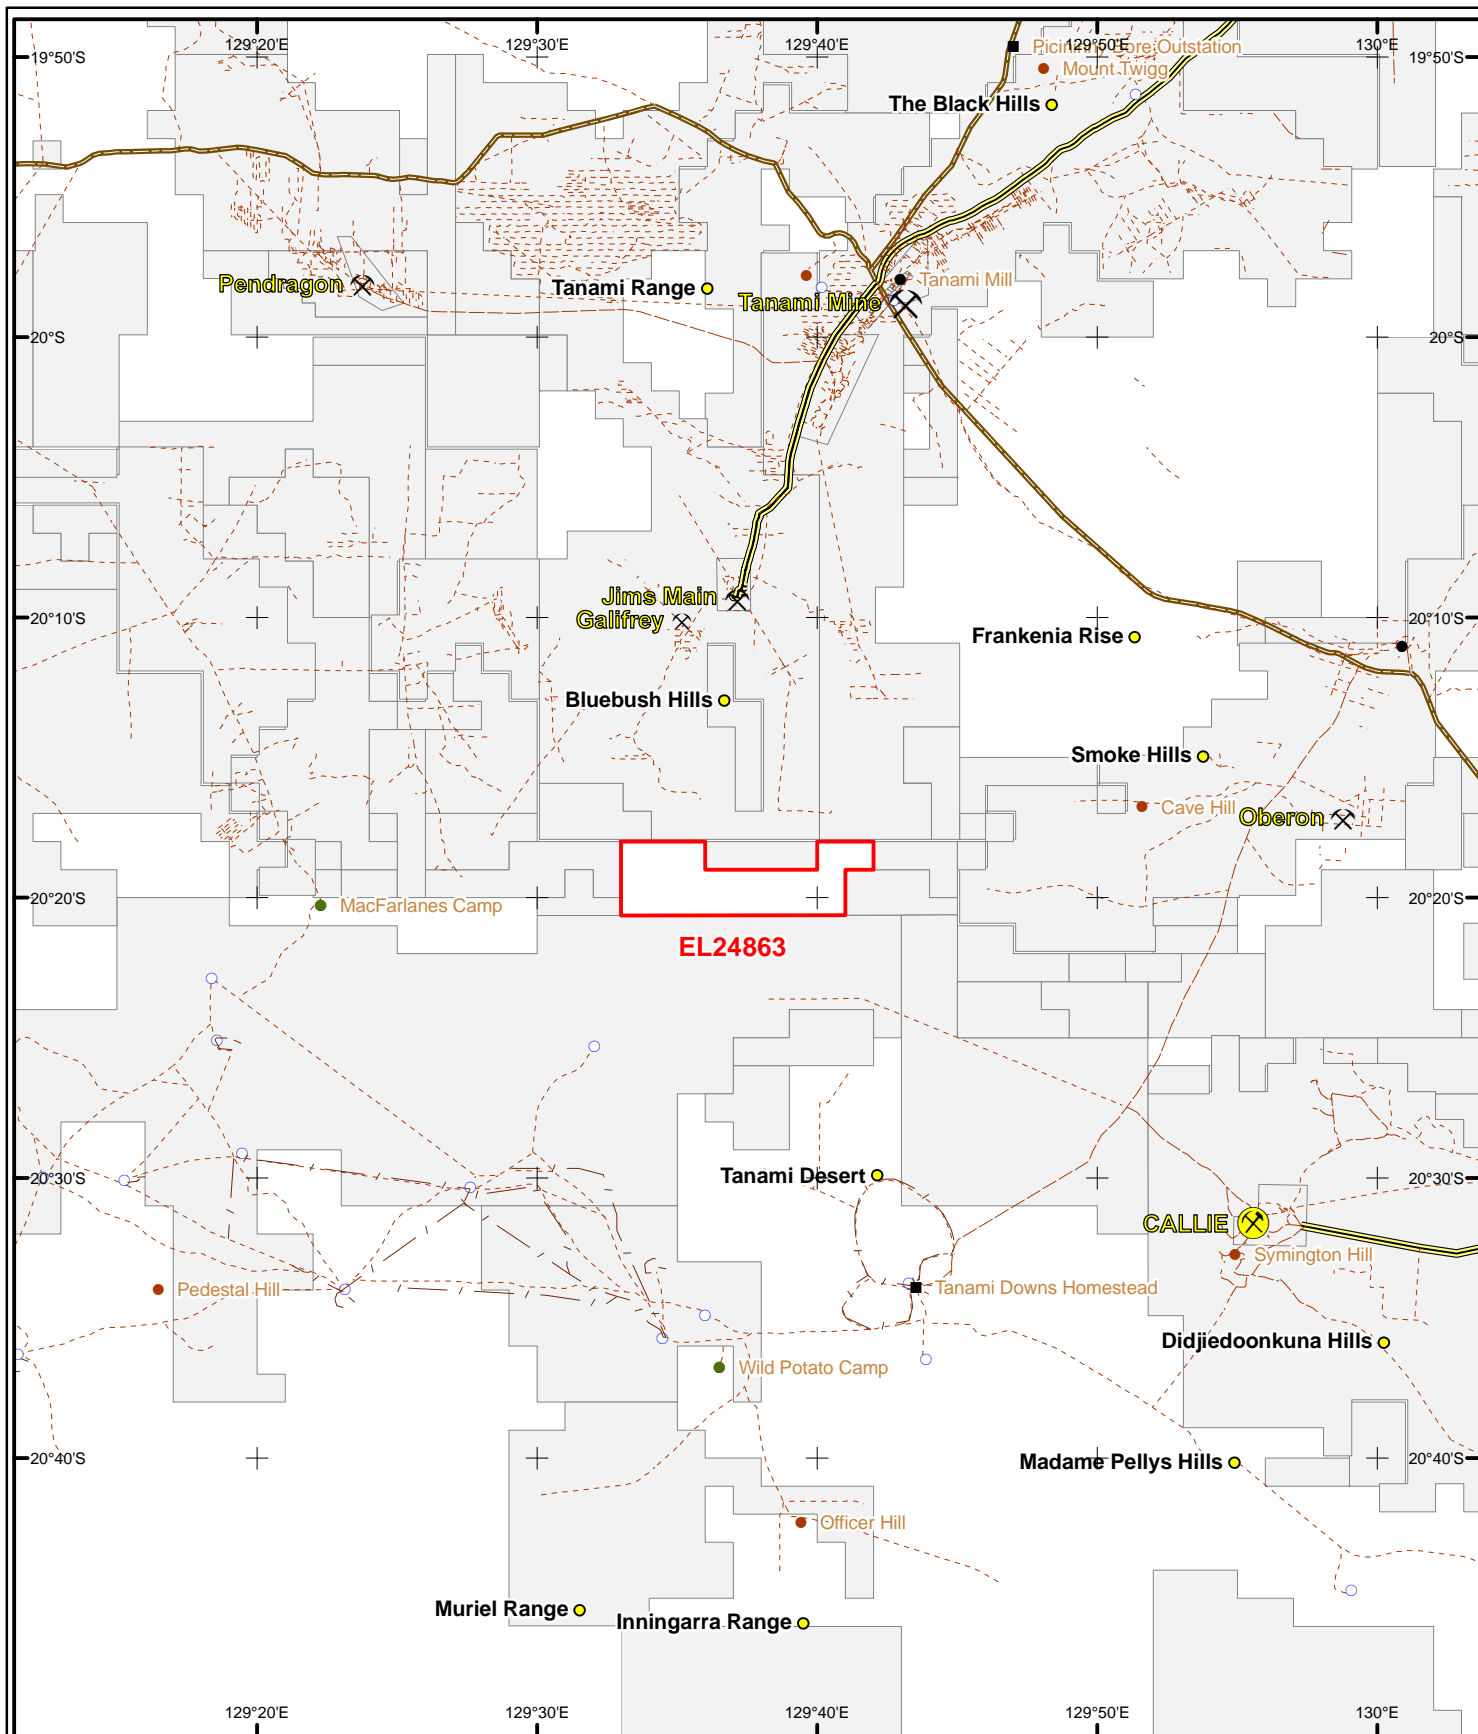 129°20'E
129°30'E
129°40'E
129°50'E
130°E
Picininny Bore Outstation
19°50'S
19°50'S
Mount Twigg
The Black Hills
Pendragon
Tanami Range
Tanami Mill
Tanami Mine
20°S
20°S
Jims Main
Galifrey
20°10'S
20°10'S
Frankenia Rise
Bluebush Hills
Smoke Hills
Cave Hill
Oberon
20°20'S
20°20'S
MacFarlanes Camp
EL24863
Tanami Desert
20°30'S
20°30'S
CALLIE
Symington Hill
Pedestal Hill
Tanami Downs Homestead
Didjiedoonkuna Hills
Wild Potato Camp
20°40'S
20°40'S
Madame Pellys Hills
Officer Hill
Muriel Range
Inningarra Range
129°20'E
129°30'E
129°40'E
129°50'E
130°E